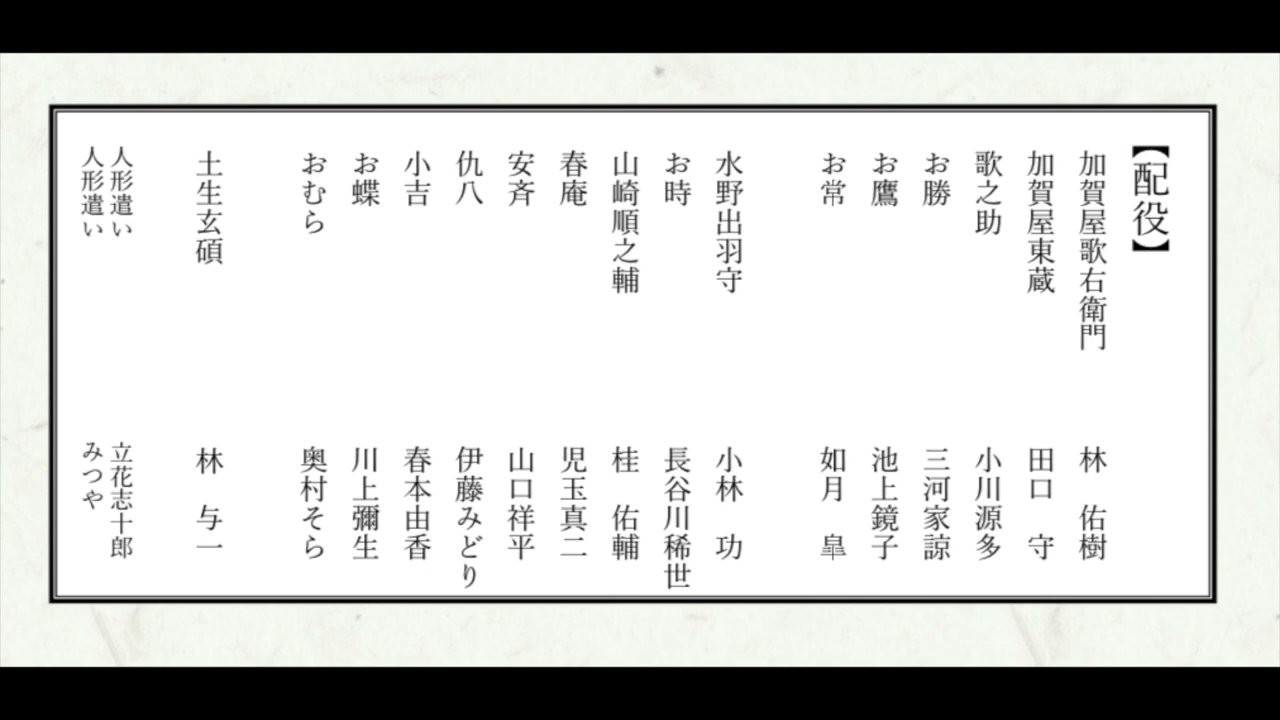 【配役】
加賀屋歌右衛門　林　佑樹
加賀屋東蔵　田口　守
歌之助　小川源多
お勝　三河家諒
お鷹　池上鏡子
お常　如月　皐
水野出羽守　小林　功
お時　長谷川稀世
山崎順之輔　桂　佑輔
春庵　児玉真二
安斉　山口祥平
仇八　伊藤みどり
小吉　春本由香
お蝶　川上彌生
おむら　奥村そら
土生玄碩　林　与一
人形遣い　立花志十郎
人形遣い　みつや